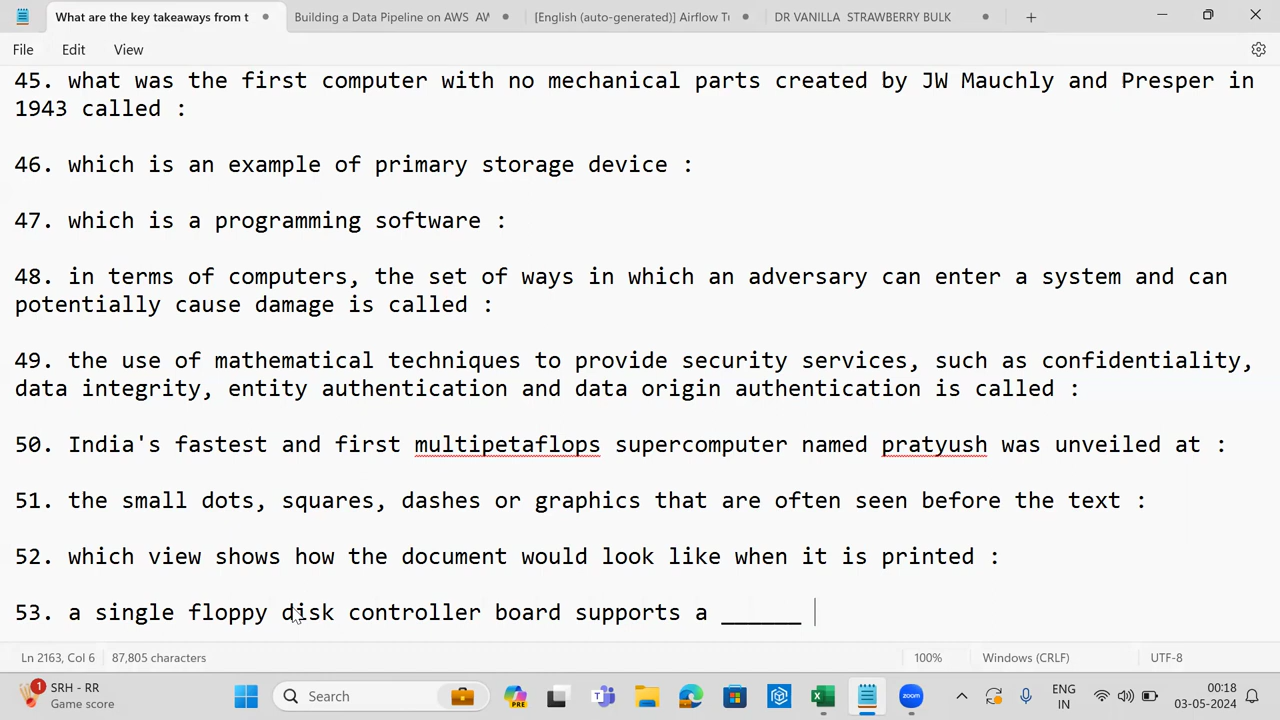 What are the key takeaways from t
Building a Data Pipeline on AWS AW
[English (auto-generated)] Airflow Tu
DR VANILLA STRAWBERRY BULK
File Edit View
45. what was the first computer with no mechanical parts created by JW Mauchly and Presper in
1943 called :
46. which is an example of primary storage device :
47. which is a programming software :
48. in terms of computers, the set of ways in which an adversary can enter a system and can
potentially cause damage is called :
49. the use of mathematical techniques to provide security services, such as confidentiality,
data integrity, entity authentication and data origin authentication is called :
50. India's fastest and first multipetaflops supercomputer named pratyush was unveiled at :
51. the small dots, squares, dashes or graphics that are often seen before the text :
52. which view shows how the document would look like when it is printed :
53. a single floppy disk controller board supports a ______
Ln 2163, Col 6 87,805 characters 100% Windows (CRLF) UTF-8
1 SRH - RR
Game score
Search
PRE
zoom
ENG
IN
00:18
03-05-2024